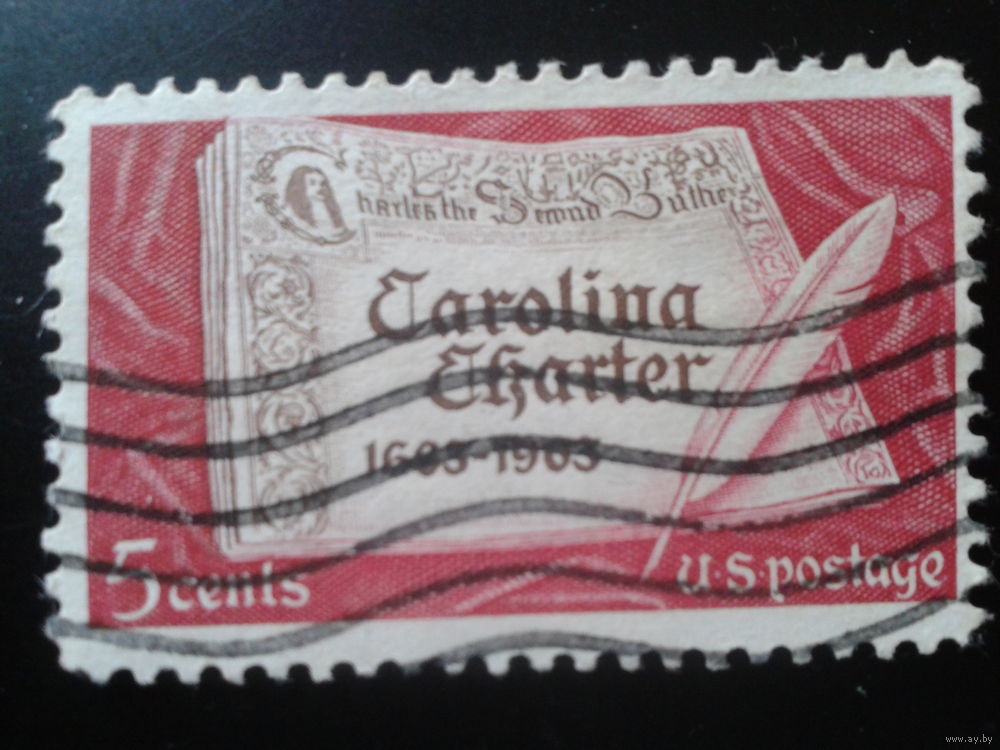 Charles the Second By the
Carolina
Charter
1663-1963
5 cents
U.S. postage
www.ay.by